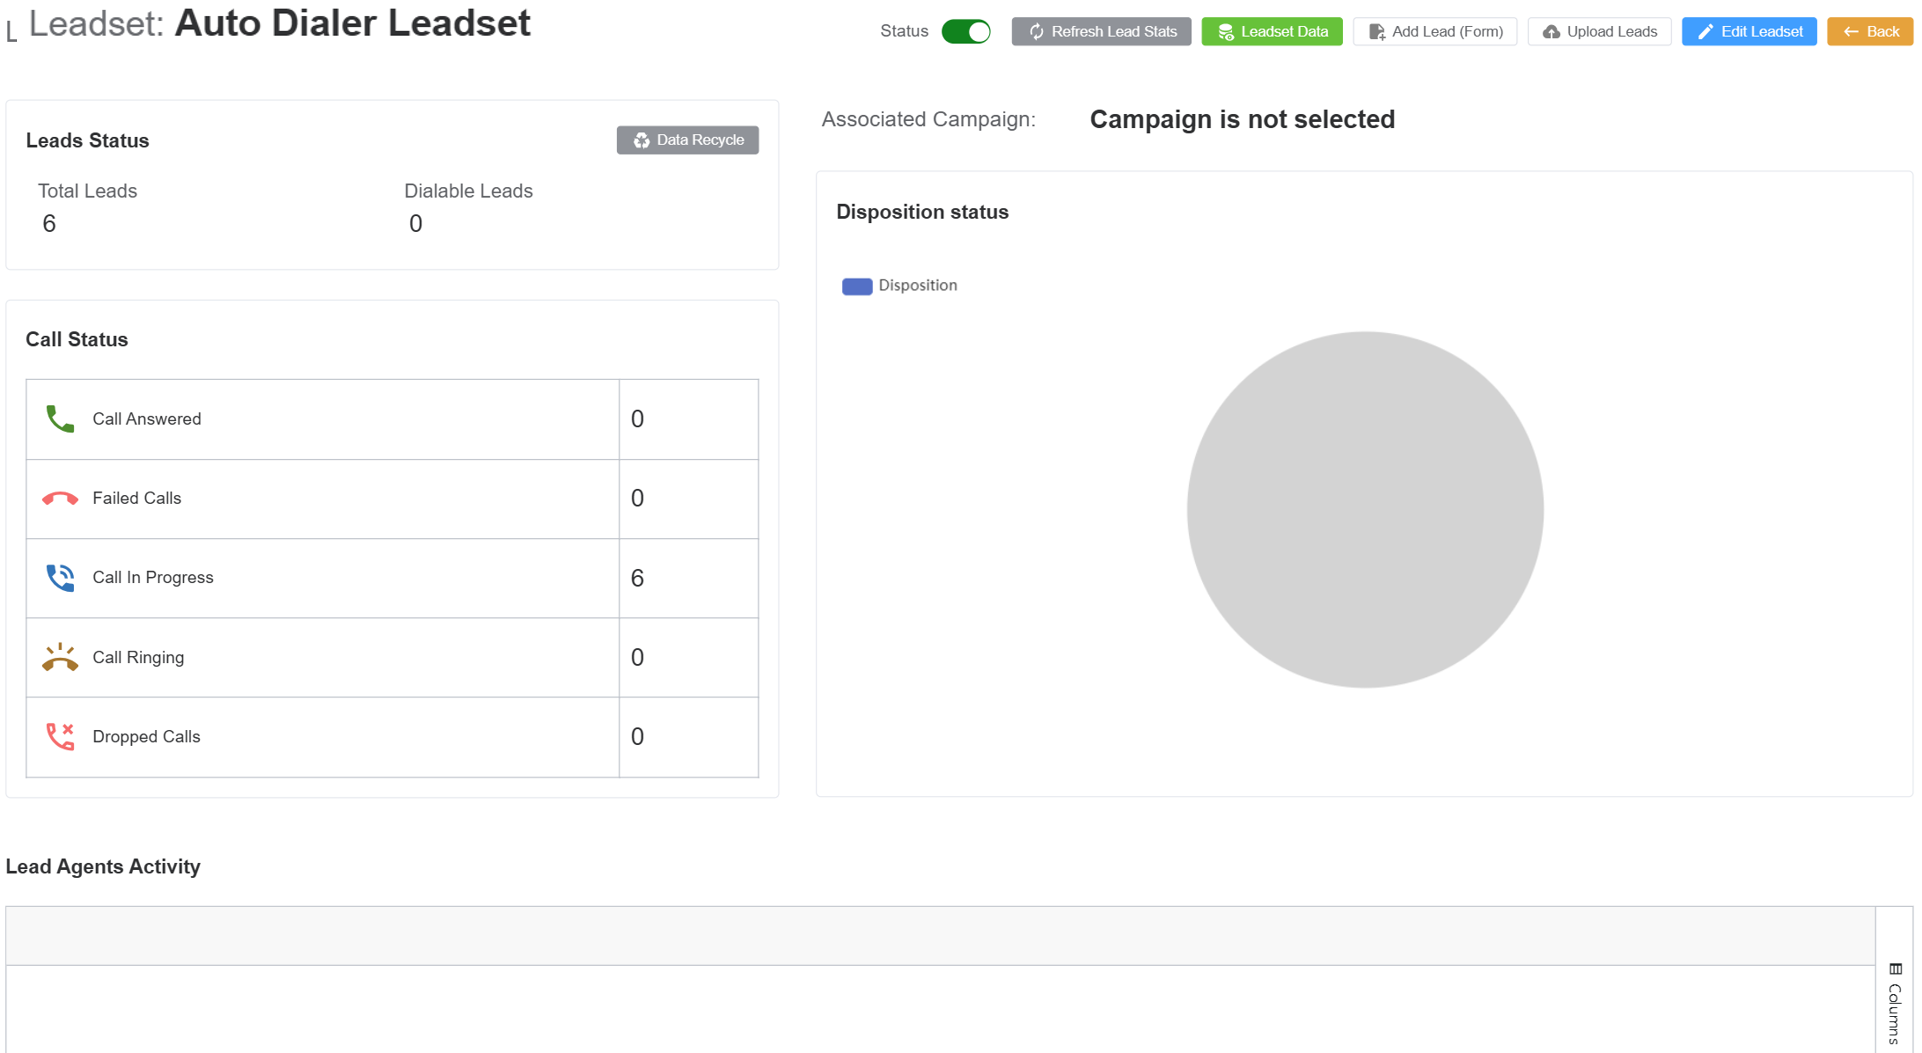 L Leadset: Auto Dialer Leadset
Status Refresh Lead Stats Leadset Data Add Lead (Form) Upload Leads Edit Leadset Back
Leads Status
Data Recycle
Total Leads Dialable Leads
6 0
Associated Campaign: Campaign is not selected
Call Status
Call Answered 0
Failed Calls 0
Call In Progress 6
Call Ringing 0
Dropped Calls 0
Disposition status
Disposition
Lead Agents Activity
Columns